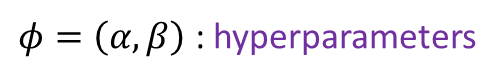 𝜙 = (𝛼, 𝛽) : hyperparameters